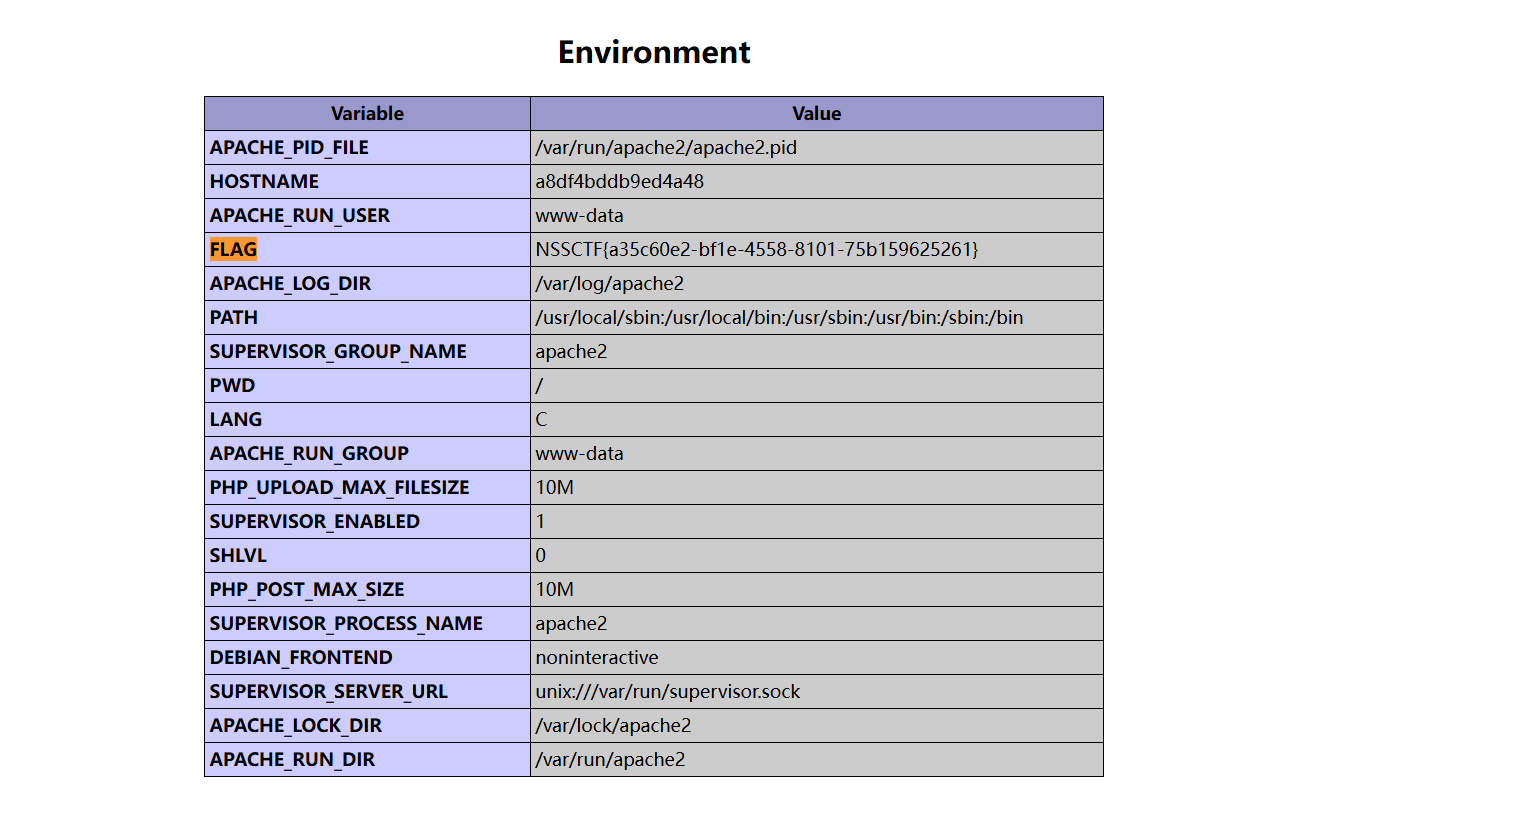 Environment
Variable Value
APACHE_PID_FILE /var/run/apache2/apache2.pid
HOSTNAME a8df4bddb9ed4a48
APACHE_RUN_USER www-data
FLAG NSSCTF{a35c60e2-bf1e-4558-8101-75b159625261}
APACHE_LOG_DIR /var/log/apache2
PATH /usr/local/sbin:/usr/local/bin:/usr/sbin:/usr/bin:/sbin:/bin
SUPERVISOR_GROUP_NAME apache2
PWD /
LANG C
APACHE_RUN_GROUP www-data
PHP_UPLOAD_MAX_FILESIZE 10M
SUPERVISOR_ENABLED 1
SHLVL 0
PHP_POST_MAX_SIZE 10M
SUPERVISOR_PROCESS_NAME apache2
DEBIAN_FRONTEND noninteractive
SUPERVISOR_SERVER_URL unix:///var/run/supervisor.sock
APACHE_LOCK_DIR /var/lock/apache2
APACHE_RUN_DIR /var/run/apache2